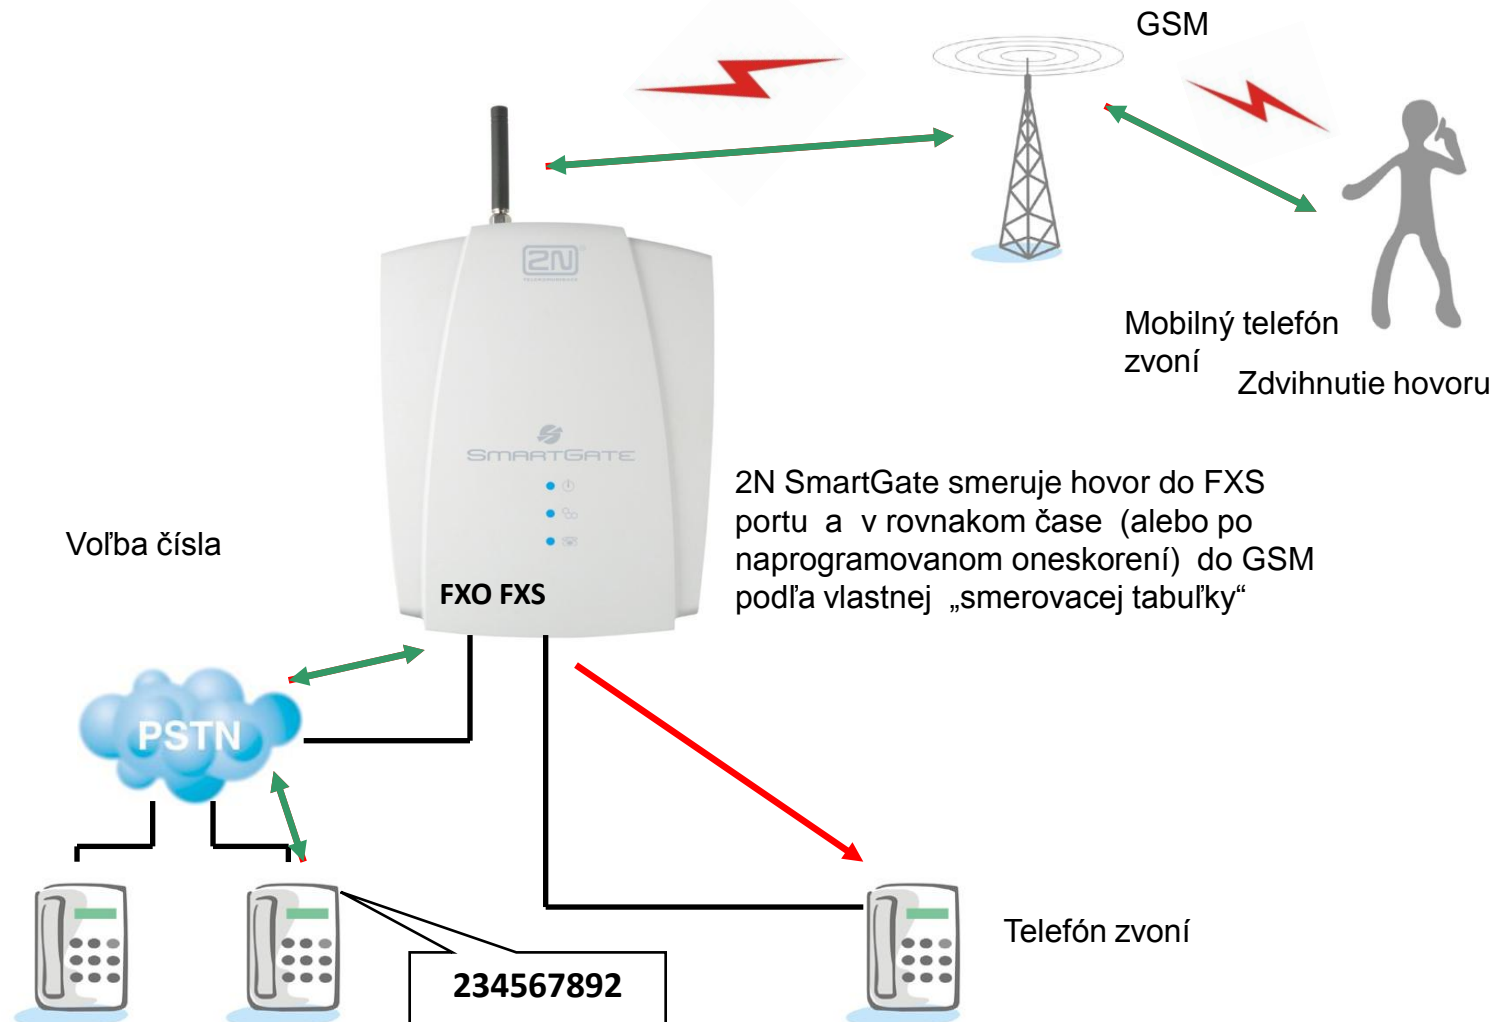 GSM
2N
Mobilný telefón
zvoní
Zdvihnutie hovoru
SMARTGATE
2N SmartGate smeruje hovor do FXS
portu a v rovnakom čase (alebo po
naprogramovanom oneskorení) do GSM
podľa vlastnej „smerovacej tabuľky“
Voľba čísla
FXO FXS
PSTN
Telefón zvoní
234567892